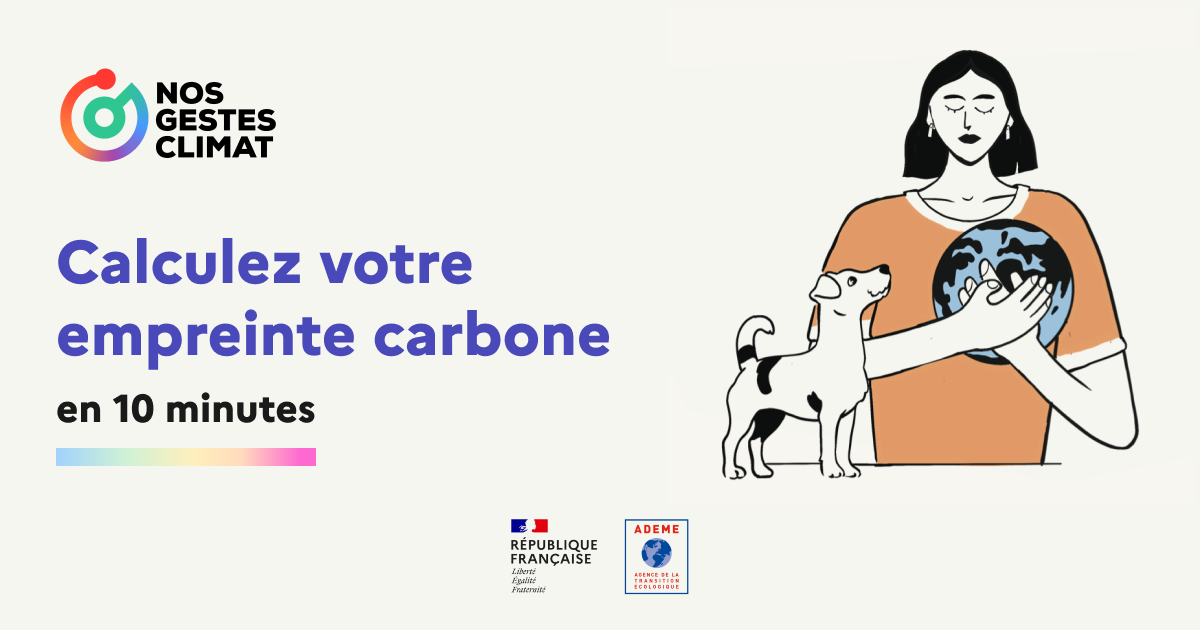 NOS
GESTES
CLIMAT
Calculez votre
empreinte carbone
en 10 minutes
RÉPUBLIQUE
FRANÇAISE
Liberté
Égalité
Fraternité
ADEME
AGENCE DE LA
TRANSITION
ÉCOLOGIQUE